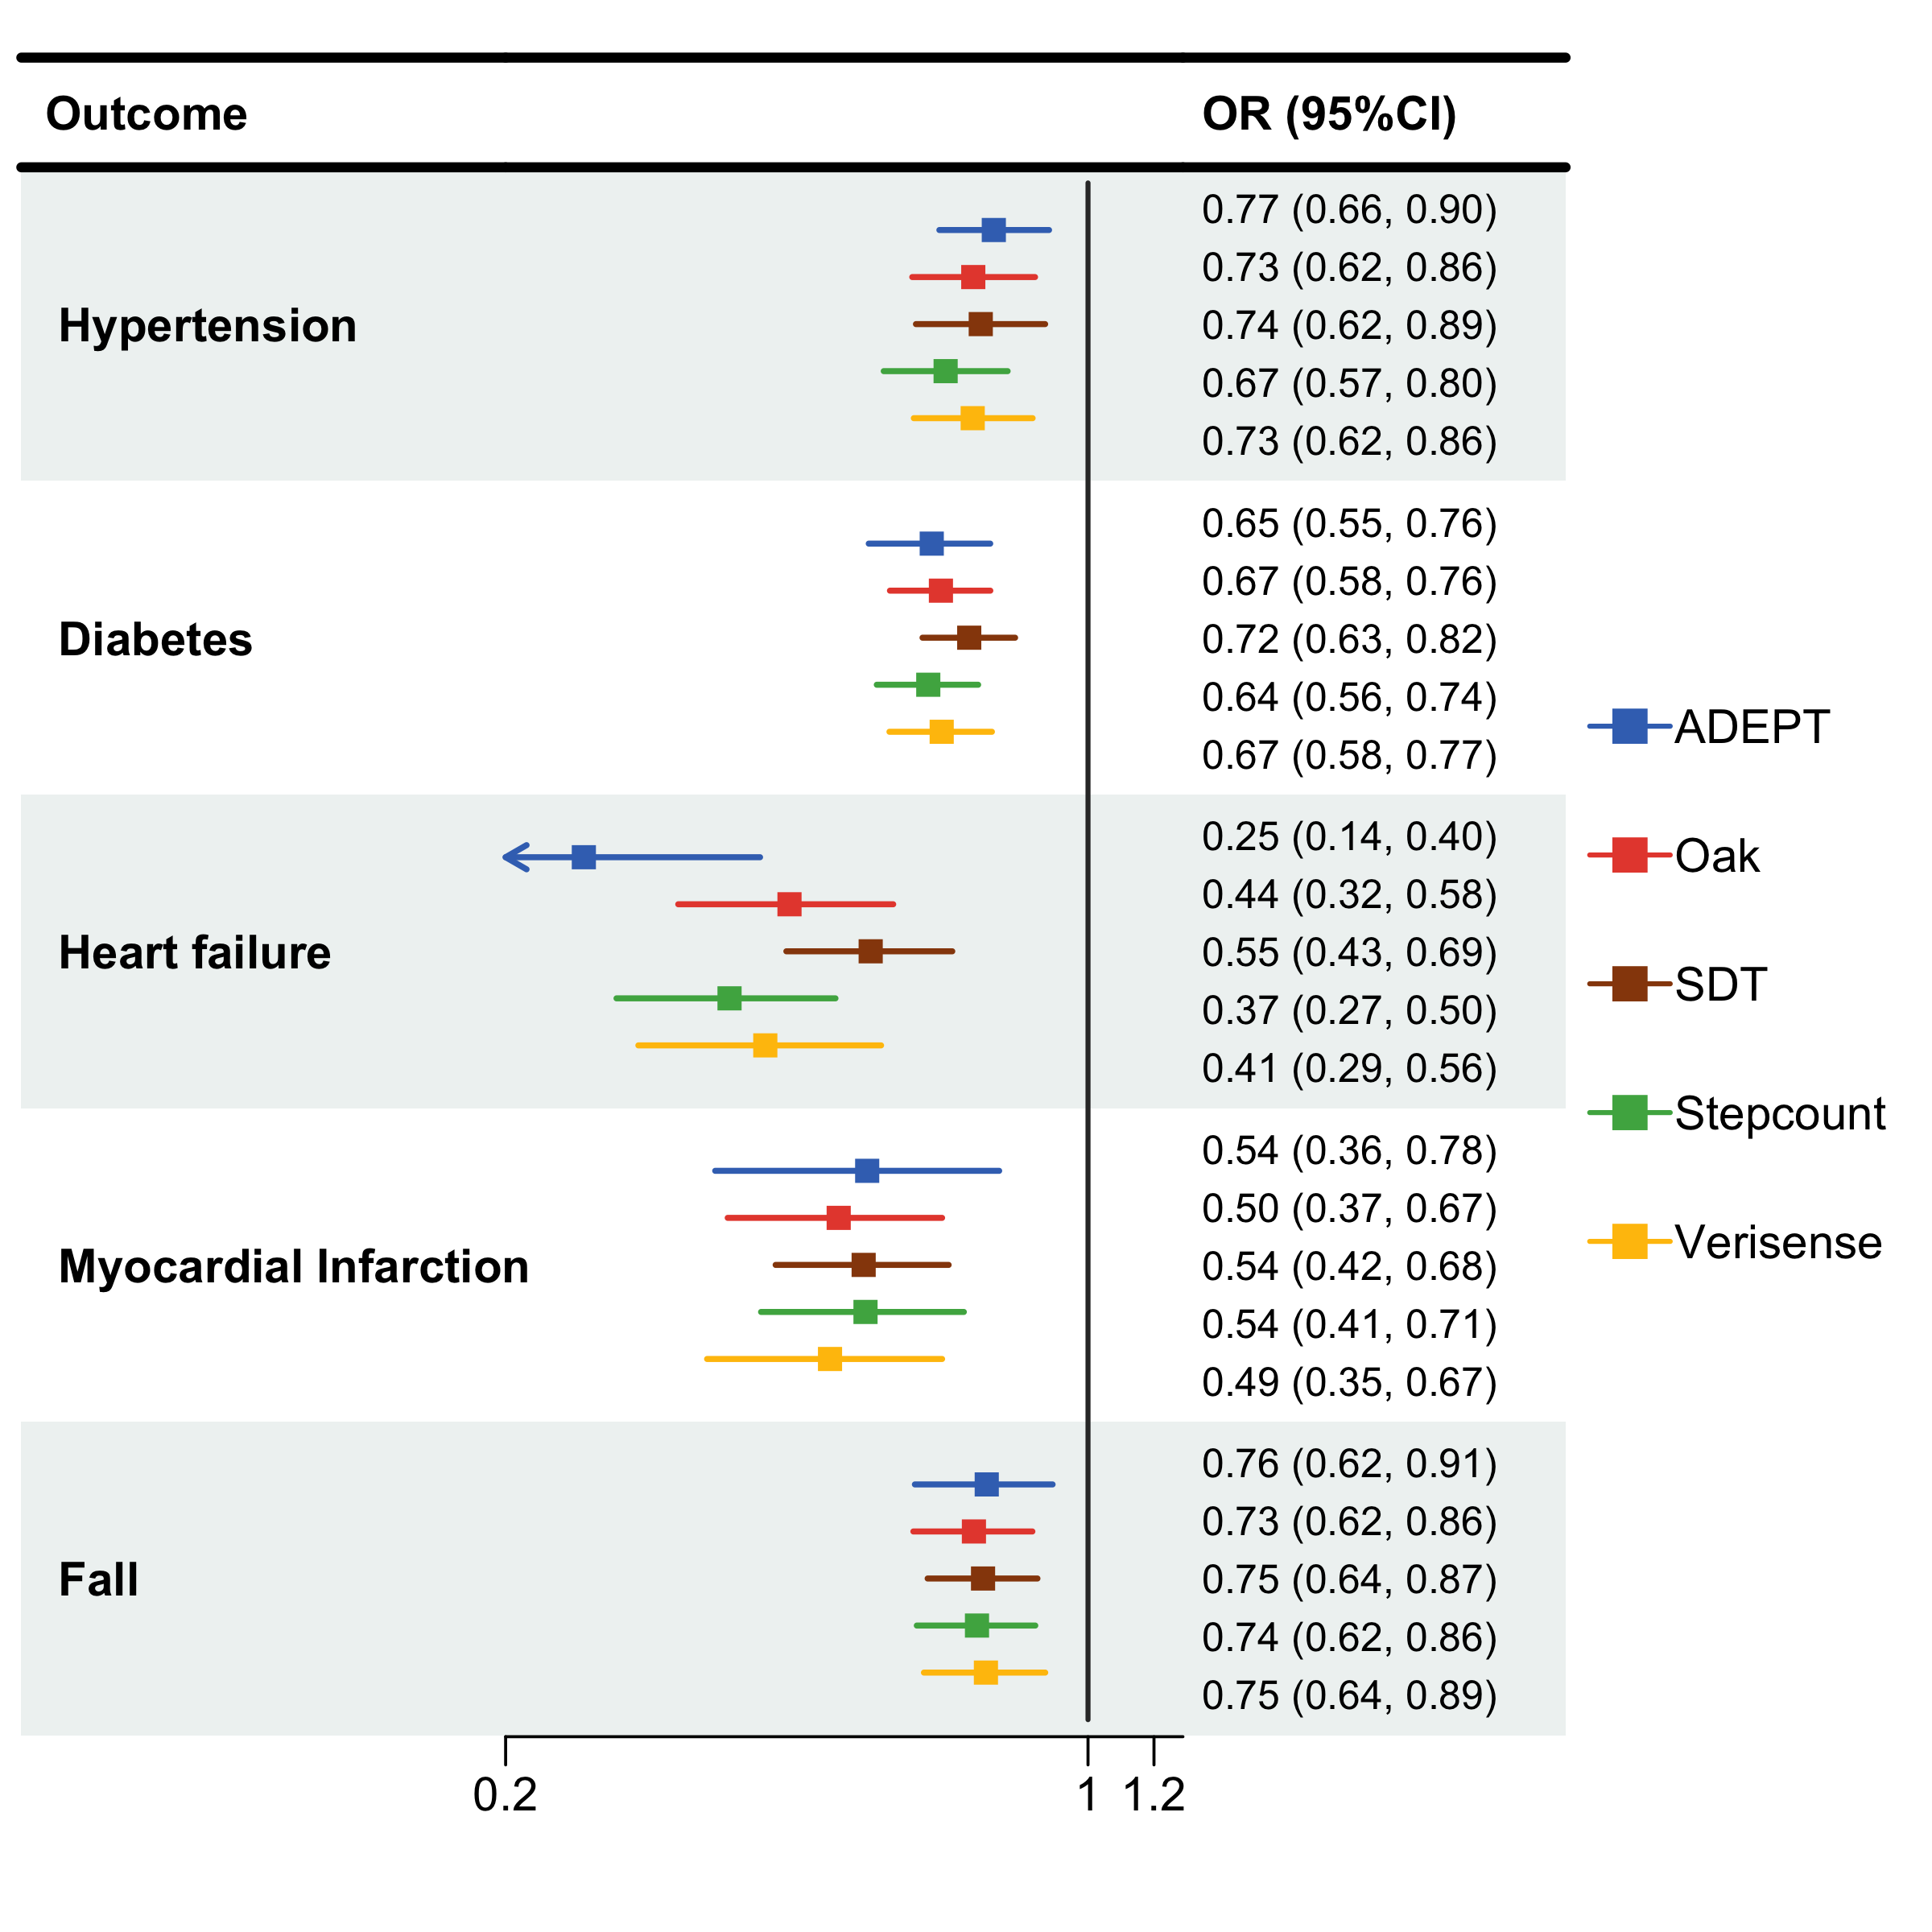 Outcome OR (95%CI)
Hypertension
0.77 (0.66, 0.90)
0.73 (0.62, 0.86)
0.74 (0.62, 0.89)
0.67 (0.57, 0.80)
0.73 (0.62, 0.86)
Diabetes
0.65 (0.55, 0.76)
0.67 (0.58, 0.76)
0.72 (0.63, 0.82)
0.64 (0.56, 0.74)
0.67 (0.58, 0.77)
Heart failure
0.25 (0.14, 0.40)
0.44 (0.32, 0.58)
0.55 (0.43, 0.69)
0.37 (0.27, 0.50)
0.41 (0.29, 0.56)
Myocardial Infarction
0.54 (0.36, 0.78)
0.50 (0.37, 0.67)
0.54 (0.42, 0.68)
0.54 (0.41, 0.71)
0.49 (0.35, 0.67)
Fall
0.76 (0.62, 0.91)
0.73 (0.62, 0.86)
0.75 (0.64, 0.87)
0.74 (0.62, 0.86)
0.75 (0.64, 0.89)
0.2 1 1.2
ADEPT
Oak
SDT
Stepcount
Verisense